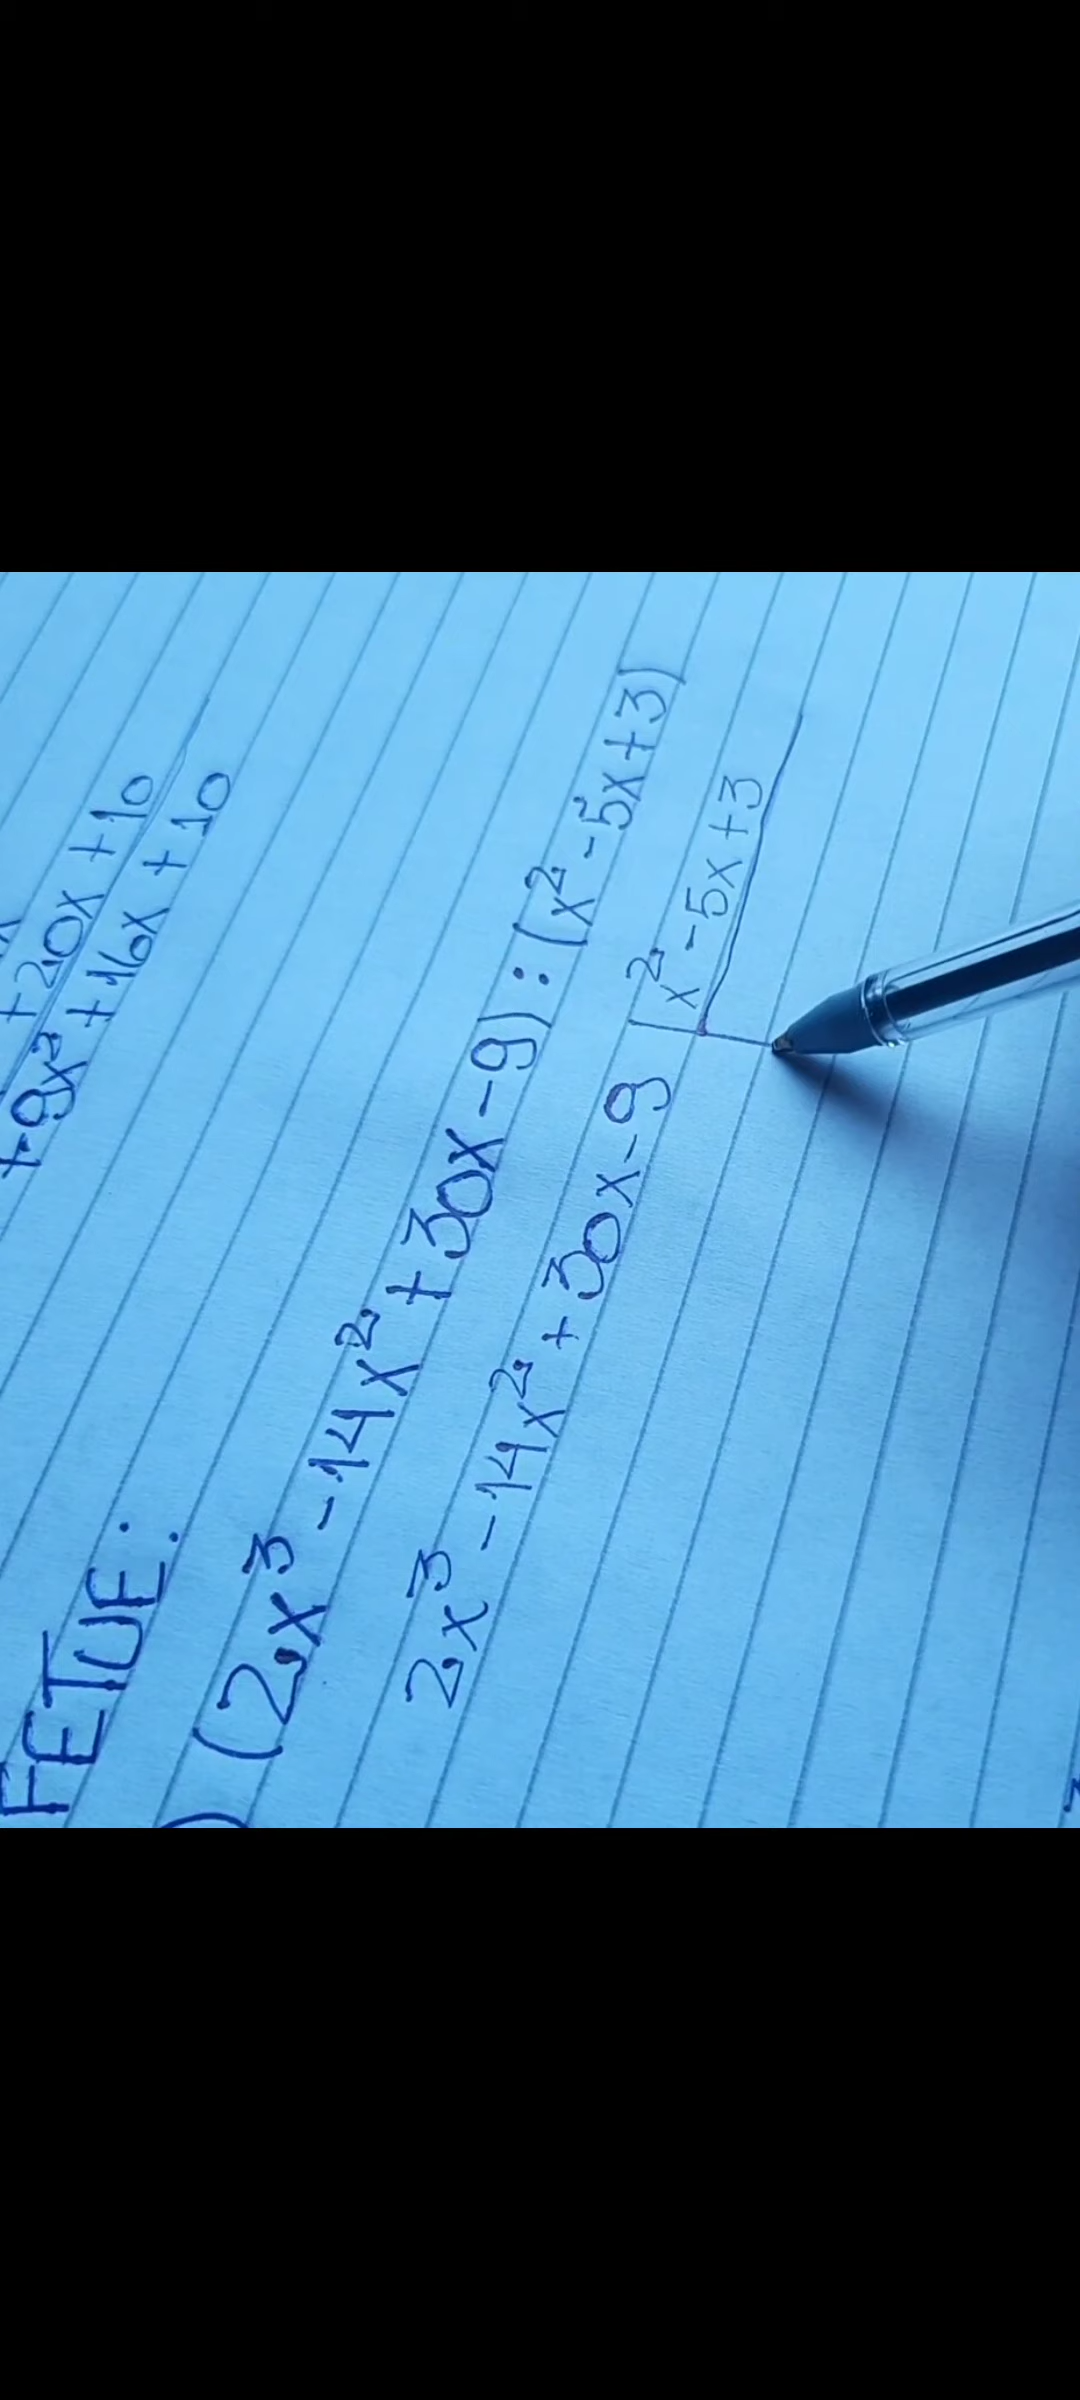 +20x+10
+9x²+16x+10
FETUE:
) (2x³-14x²+30x-9):(x²-5x+3)
2x³-14x²+30x-9 x²-5x+3